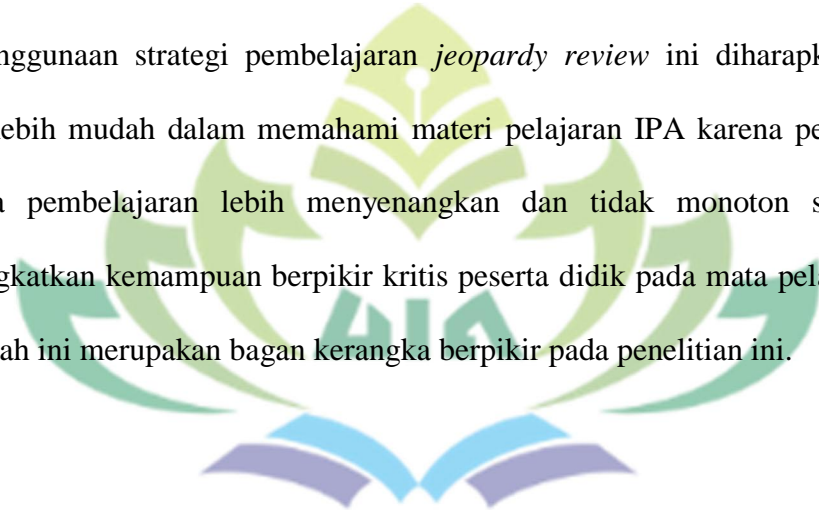 nggunaan strategi pembelajaran jeopardy review ini diharapk
lebih mudah dalam memahami materi pelajaran IPA karena pe
a pembelajaran lebih menyenangkan dan tidak monoton s
gkatkan kemampuan berpikir kritis peserta didik pada mata pela
ah ini merupakan bagan kerangka berpikir pada penelitian ini.